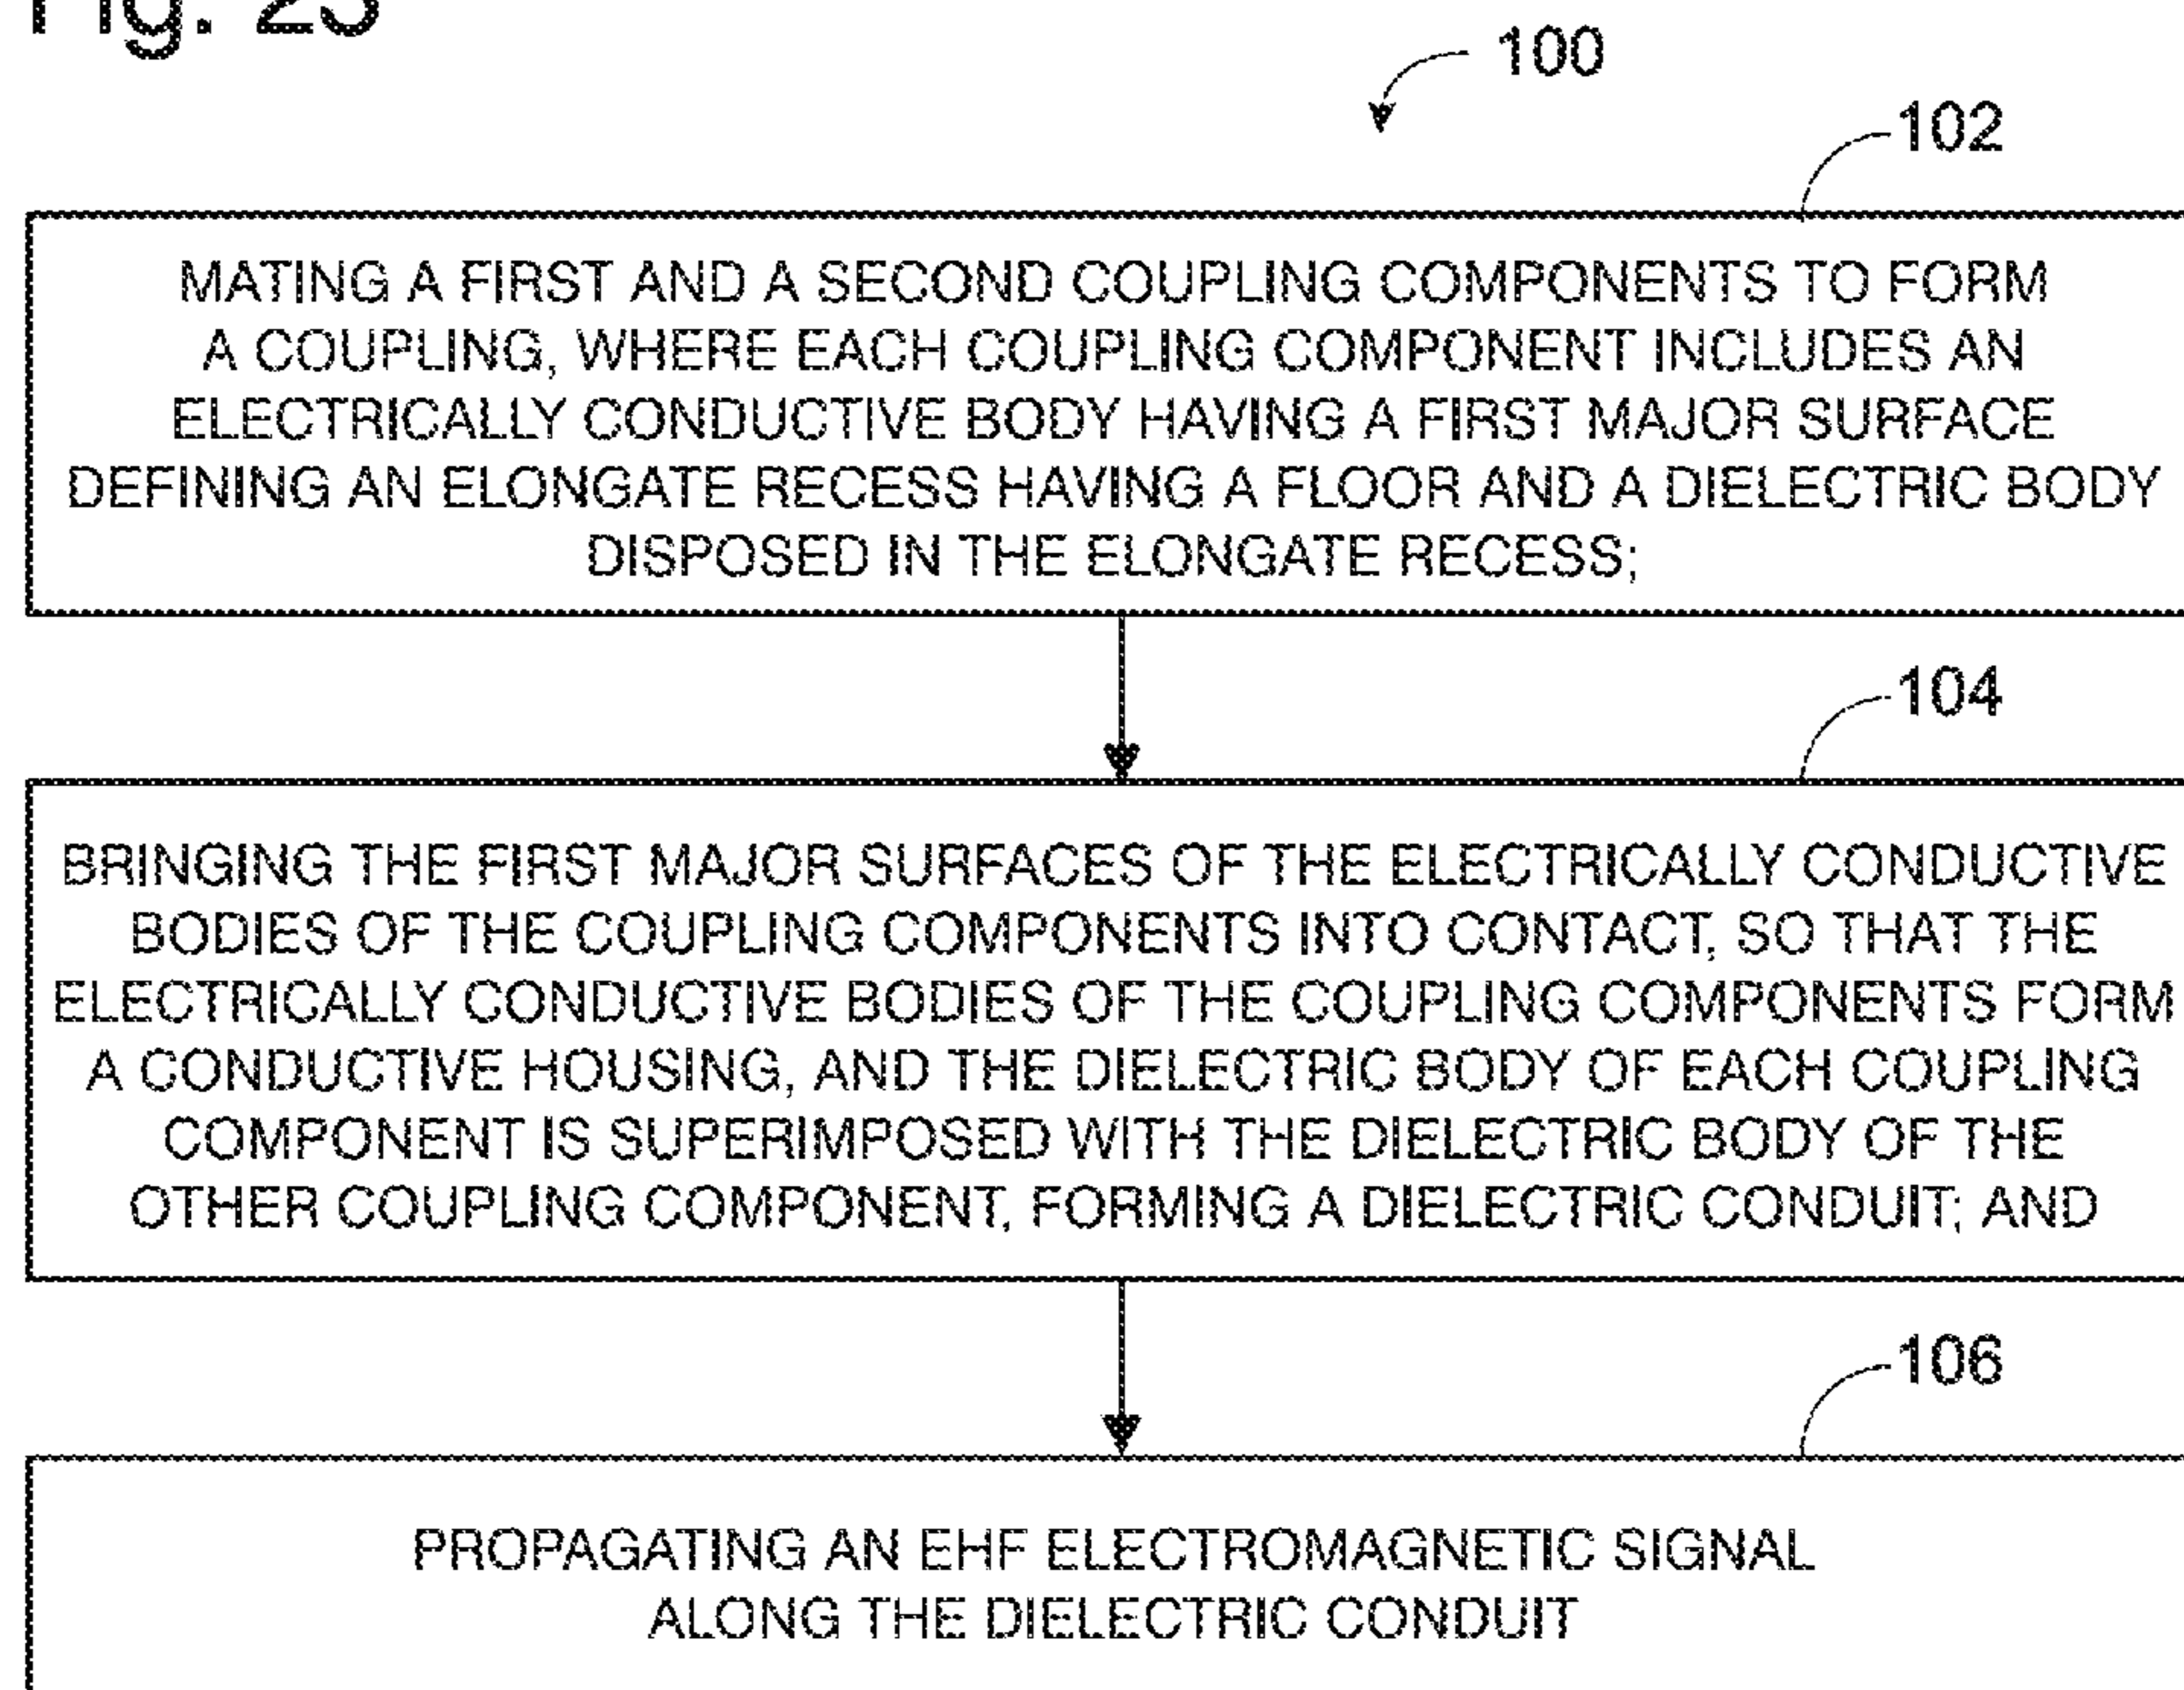 Fig. 23
100
102
MATING A FIRST AND A SECOND COUPLING COMPONENTS TO FORM
A COUPLING, WHERE EACH COUPLING COMPONENT INCLUDES AN
ELECTRICALLY CONDUCTIVE BODY HAVING A FIRST MAJOR SURFACE
DEFINING AN ELONGATE RECESS HAVING A FLOOR AND A DIELECTRIC BODY
DISPOSED IN THE ELONGATE RECESS;
104
BRINGING THE FIRST MAJOR SURFACES OF THE ELECTRICALLY CONDUCTIVE
BODIES OF THE COUPLING COMPONENTS INTO CONTACT, SO THAT THE
ELECTRICALLY CONDUCTIVE BODIES OF THE COUPLING COMPONENTS FORM
A CONDUCTIVE HOUSING, AND THE DIELECTRIC BODY OF EACH COUPLING
COMPONENT IS SUPERIMPOSED WITH THE DIELECTRIC BODY OF THE
OTHER COUPLING COMPONENT, FORMING A DIELECTRIC CONDUIT; AND
106
PROPAGATING AN EHF ELECTROMAGNETIC SIGNAL
ALONG THE DIELECTRIC CONDUIT